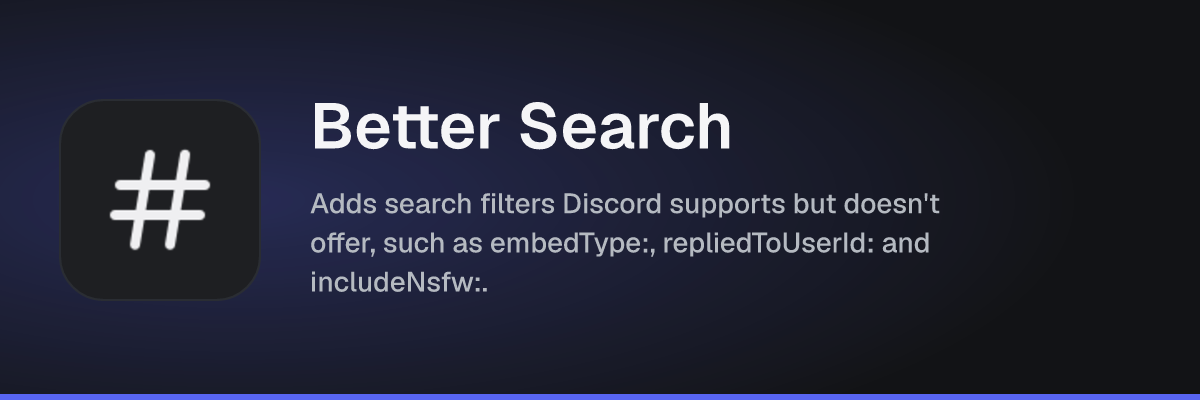 Better Search
Adds search filters Discord supports but doesn't
offer, such as embedType:, repliedToUserId: and
includeNsfw:.